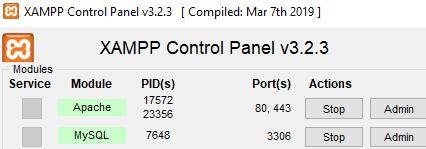 XAMPP Control Panel v3.2.3 [ Compiled: Mar 7th 2019 ]
XAMPP Control Panel v3.2.3
Modules
Service Module PID(s) Port(s) Actions
Apache 17572 23356 80, 443 Stop Admin
MySQL 7648 3306 Stop Admin